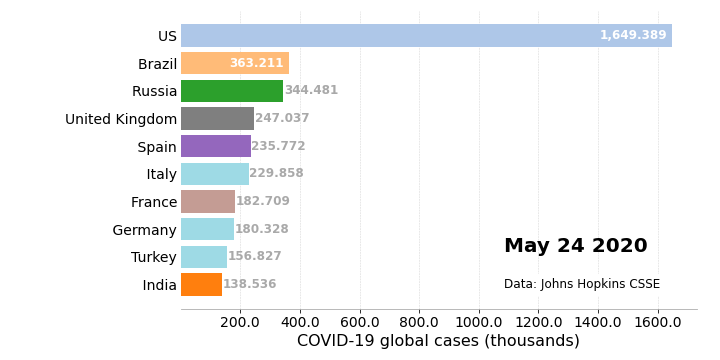 US 1,649.389
Brazil 363.211
Russia 344.481
United Kingdom 247.037
Spain 235.772
Italy 229.858
France 182.709
Germany 180.328
Turkey 156.827
India 138.536
May 24 2020
Data: Johns Hopkins CSSE
200.0 400.0 600.0 800.0 1000.0 1200.0 1400.0 1600.0
COVID-19 global cases (thousands)